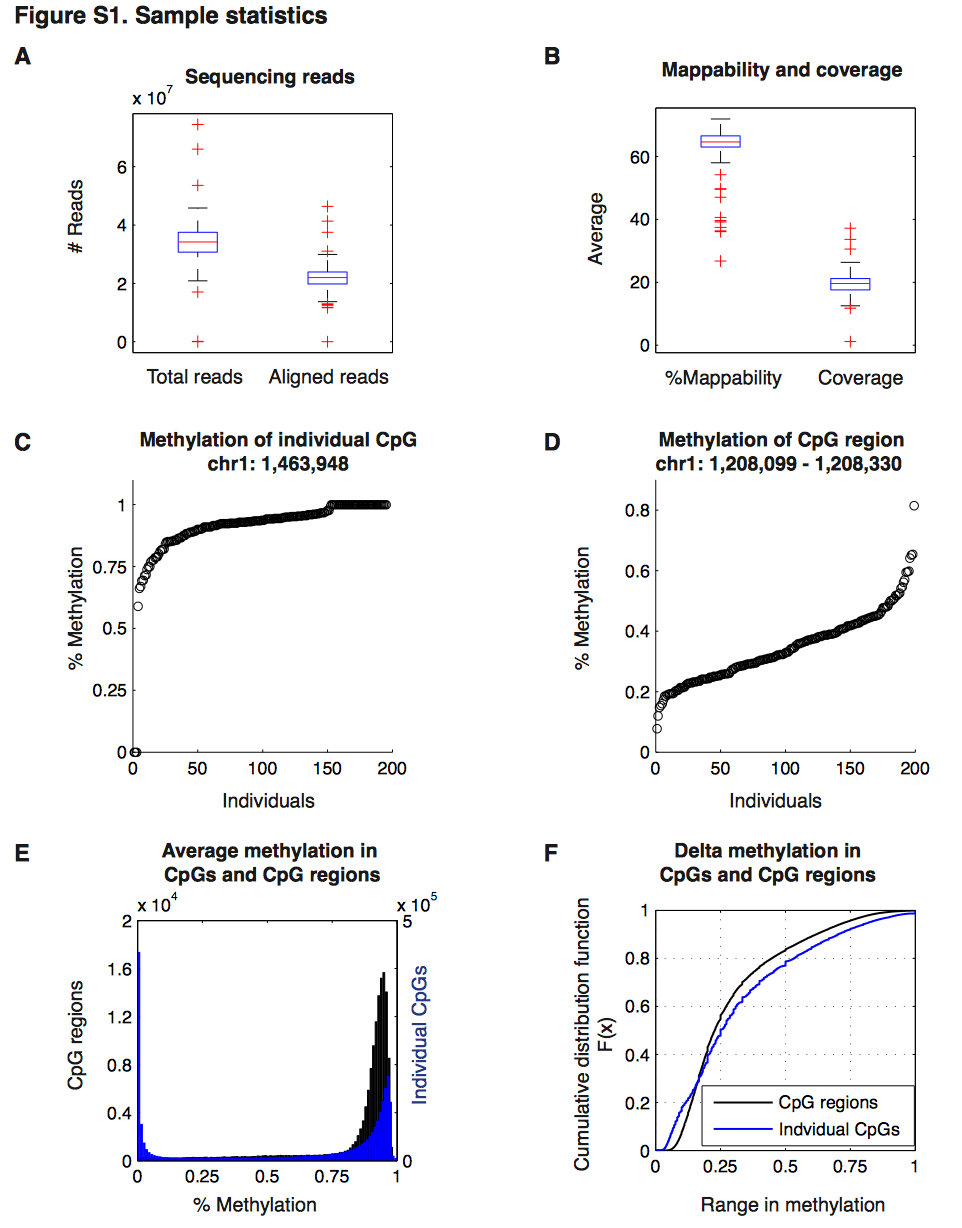 Figure S1. Sample statistics
A
Sequencing reads
x 10^7
# Reads
6
4
2
0
Total reads
Aligned reads
B
Mappability and coverage
Average
60
40
20
0
%Mappability
Coverage
C
Methylation of individual CpG
chr1: 1,463,948
% Methylation
1
0.75
0.5
0.25
0
0 50 100 150 200
Individuals
D
Methylation of CpG region
chr1: 1,208,099 - 1,208,330
% Methylation
0.8
0.6
0.4
0.2
0
0 50 100 150 200
Individuals
E
Average methylation in
CpGs and CpG regions
x 10^4
x 10^5
CpG regions
2
1.6
1.2
0.8
0.4
0
5
0
Individual CpGs
0 0.25 0.5 0.75 1
% Methylation
F
Delta methylation in
CpGs and CpG regions
Cumulative distribution function
F(x)
1
0.8
0.6
0.4
0.2
0
CpG regions
Indvidual CpGs
0 0.25 0.5 0.75 1
Range in methylation